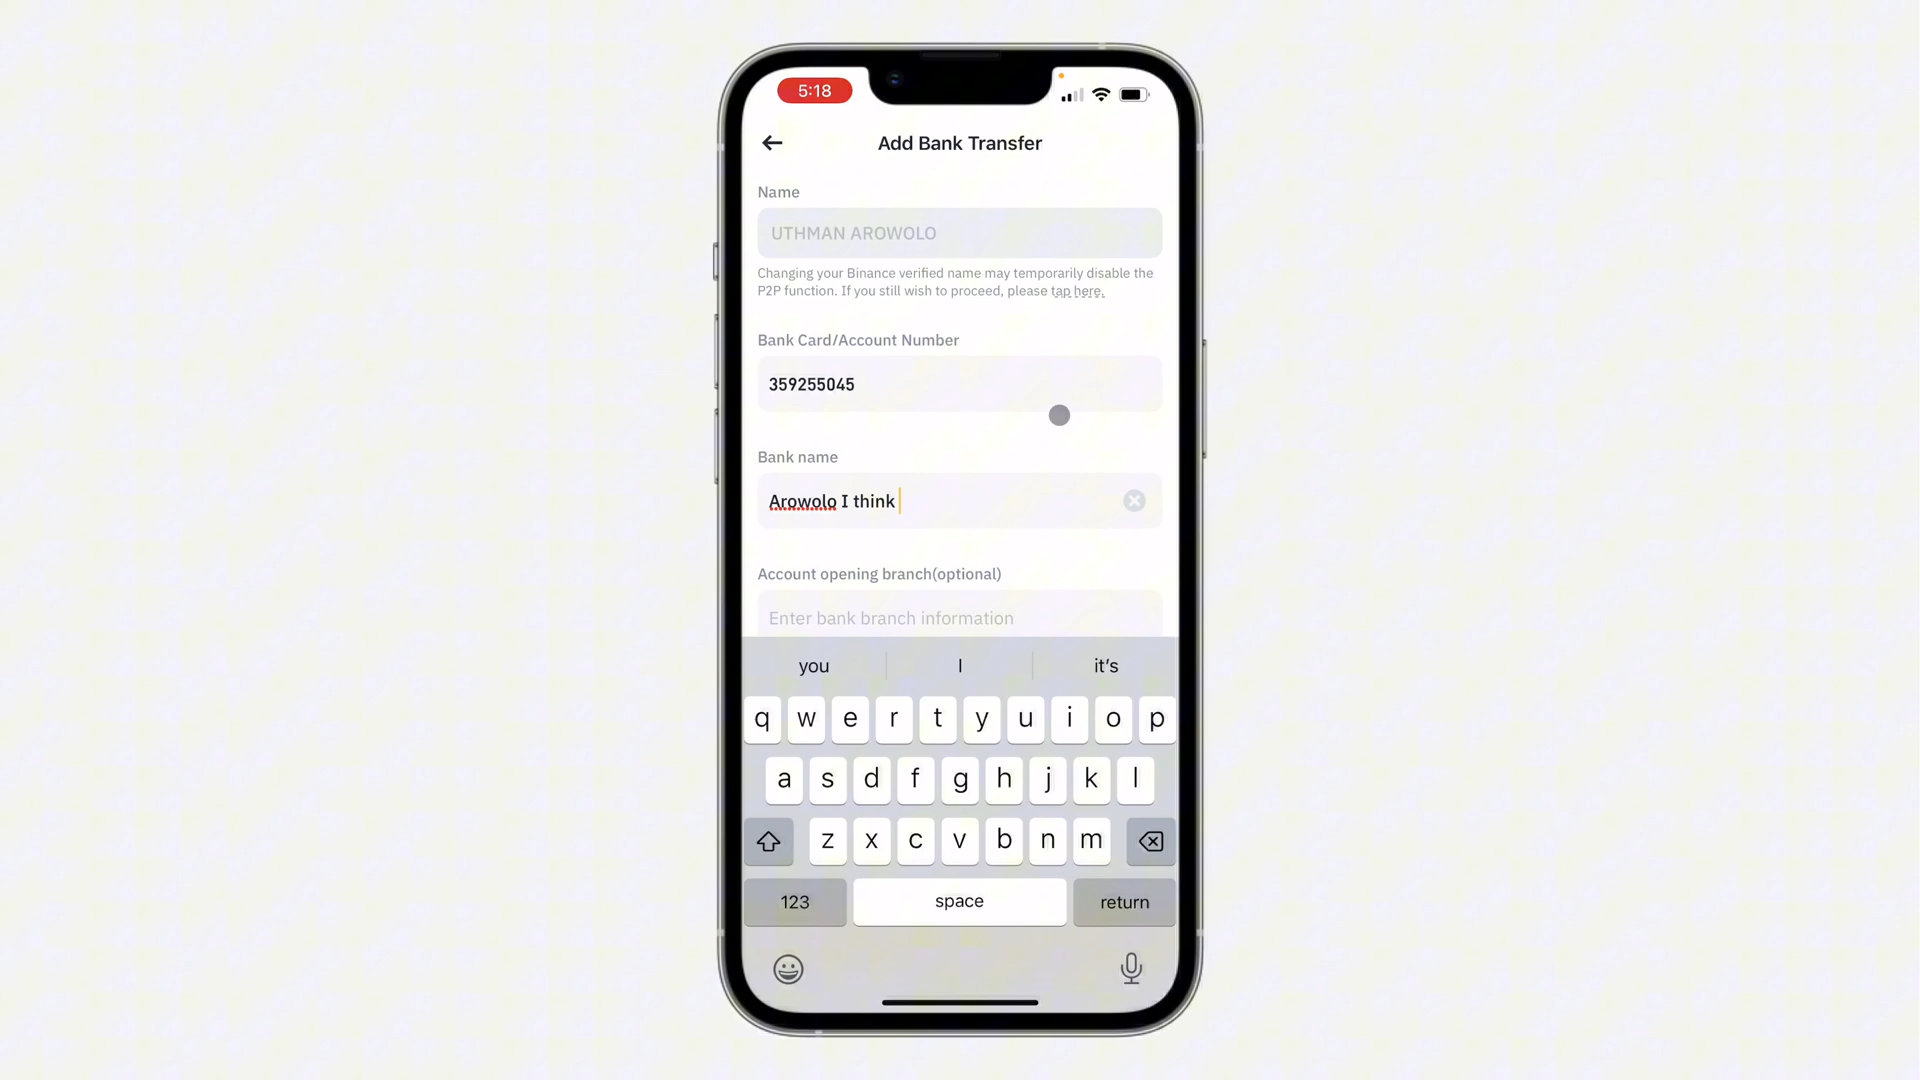 5:18
Add Bank Transfer
Name
UTHMAN AROWOLO
Changing your Binance verified name may temporarily disable the
P2P function. If you still wish to proceed, please tap here.
Bank Card/Account Number
359255045
Bank name
Arowolo I think
Account opening branch(optional)
Enter bank branch information
you I it's
q w e r t y u i o p
a s d f g h j k l
z x c v b n m
123 space return